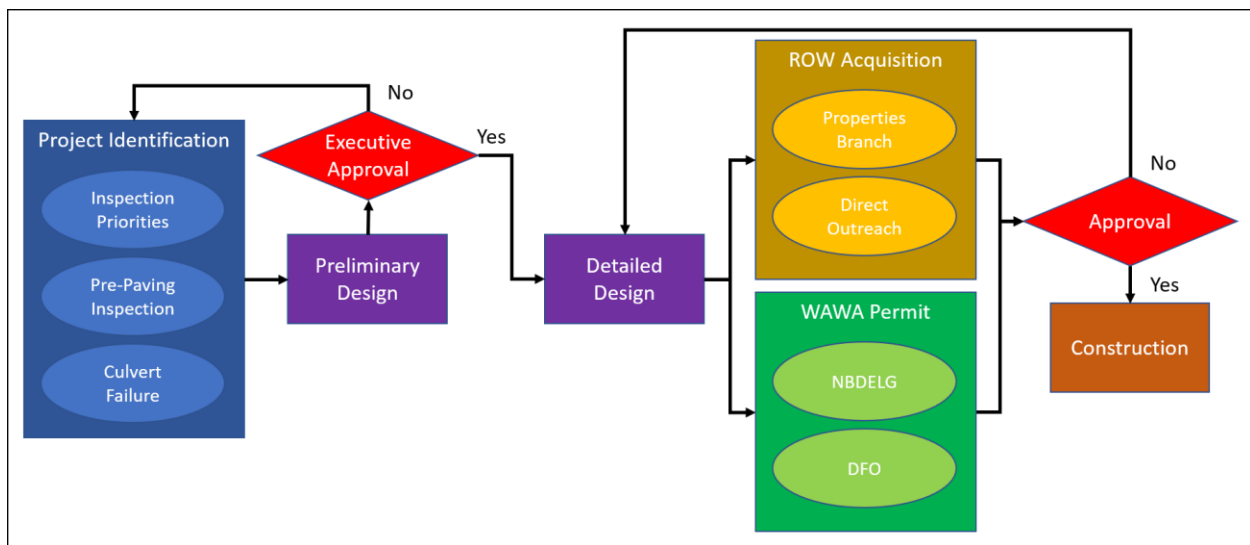 Project Identification
Inspection
Priorities
Pre-Paving
Inspection
Culvert
Failure
Preliminary
Design
Executive
Approval
No
Yes
Detailed
Design
ROW Acquisition
Properties
Branch
Direct
Outreach
WAWA Permit
NBDELG
DFO
Approval
No
Yes
Construction